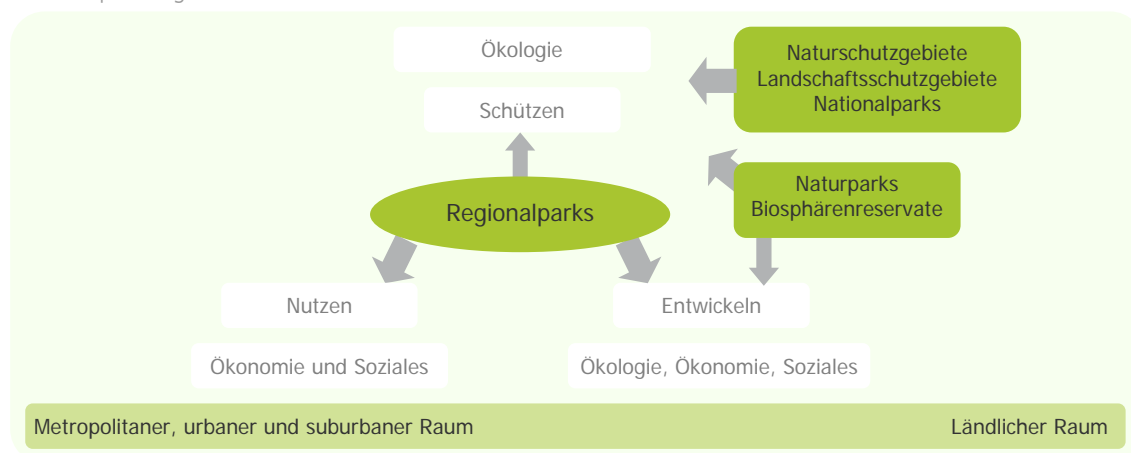 Ökologie
Naturschutzgebiete
Landschaftsschutzgebiete
Nationalparks
Schützen
Naturparks
Biosphärenreservate
Regionalparks
Nutzen
Entwickeln
Ökonomie und Soziales
Ökologie, Ökonomie, Soziales
Metropolitaner, urbaner und suburbaner Raum
Ländlicher Raum